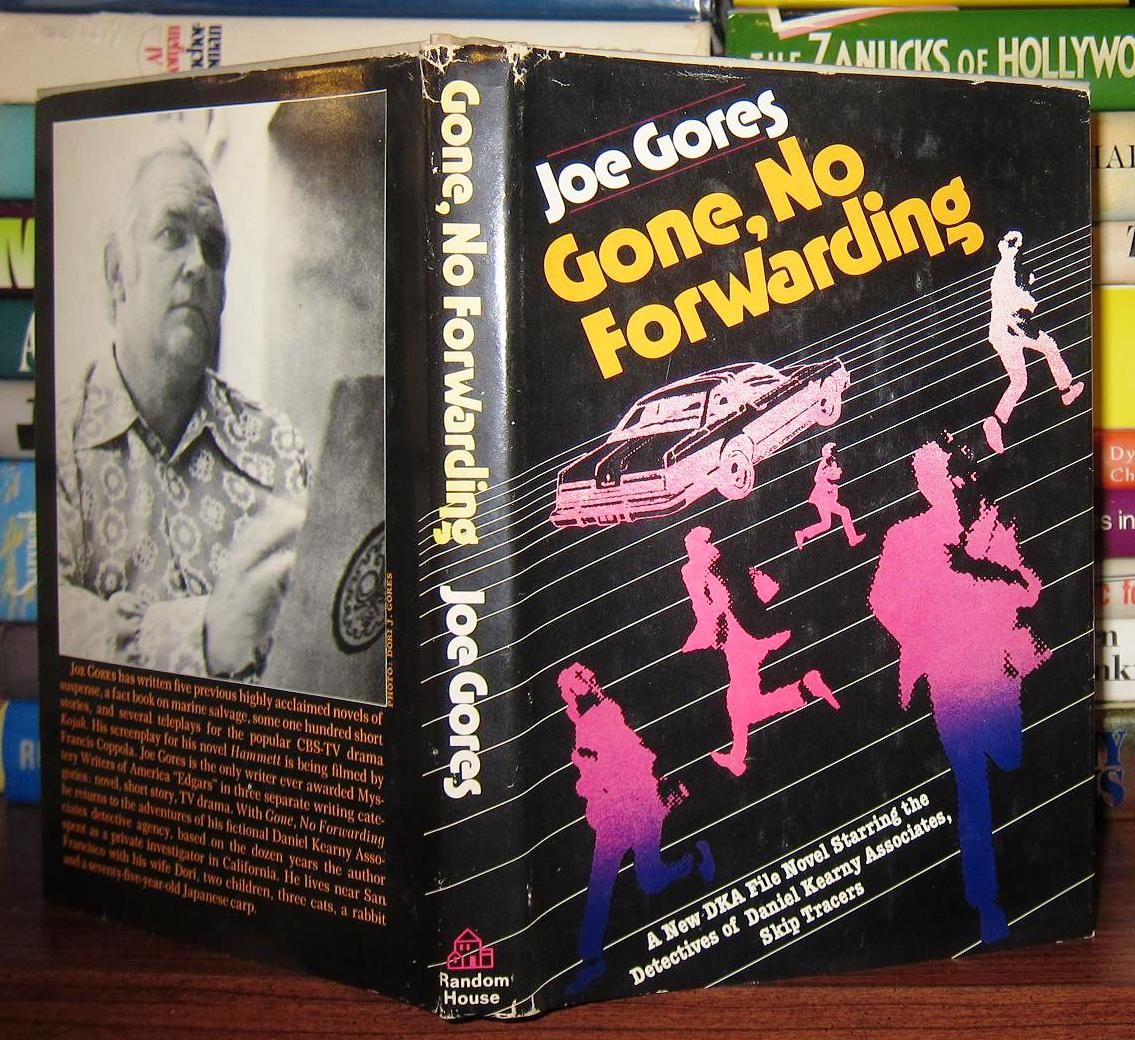 Al
THE ZANUCKS OF HOLLYWO
PHOTO: DORI J. GORES
JOE GORES has written five previous highly acclaimed novels of
suspense, a fact book on marine salvage, some one hundred short
stories, and several teleplays for the popular CBS-TV drama
Kojak. His screenplay for his novel Hammett is being filmed by
Francis Coppola. Joe Gores is the only writer ever awarded Mys-
tery Writers of America "Edgars" in three separate writing cate-
gories: novel, short story, TV drama. With Gone, No Forwarding
he returns to the adventures of his fictional Daniel Kearny Asso-
ciates detective agency, based on the dozen years the author
spent as a private investigator in California. He lives near San
Francisco with his wife Dori, two children, three cats, a rabbit
and a seventy-five-year-old Japanese carp.
Gone, No Forwarding Joe Gores
Random
House
Joe Gores
Gone, No
Forwarding
A New DKA File Novel Starring the
Detectives of Daniel Kearny Associates,
Skip Tracers
Dy
Ch
es in